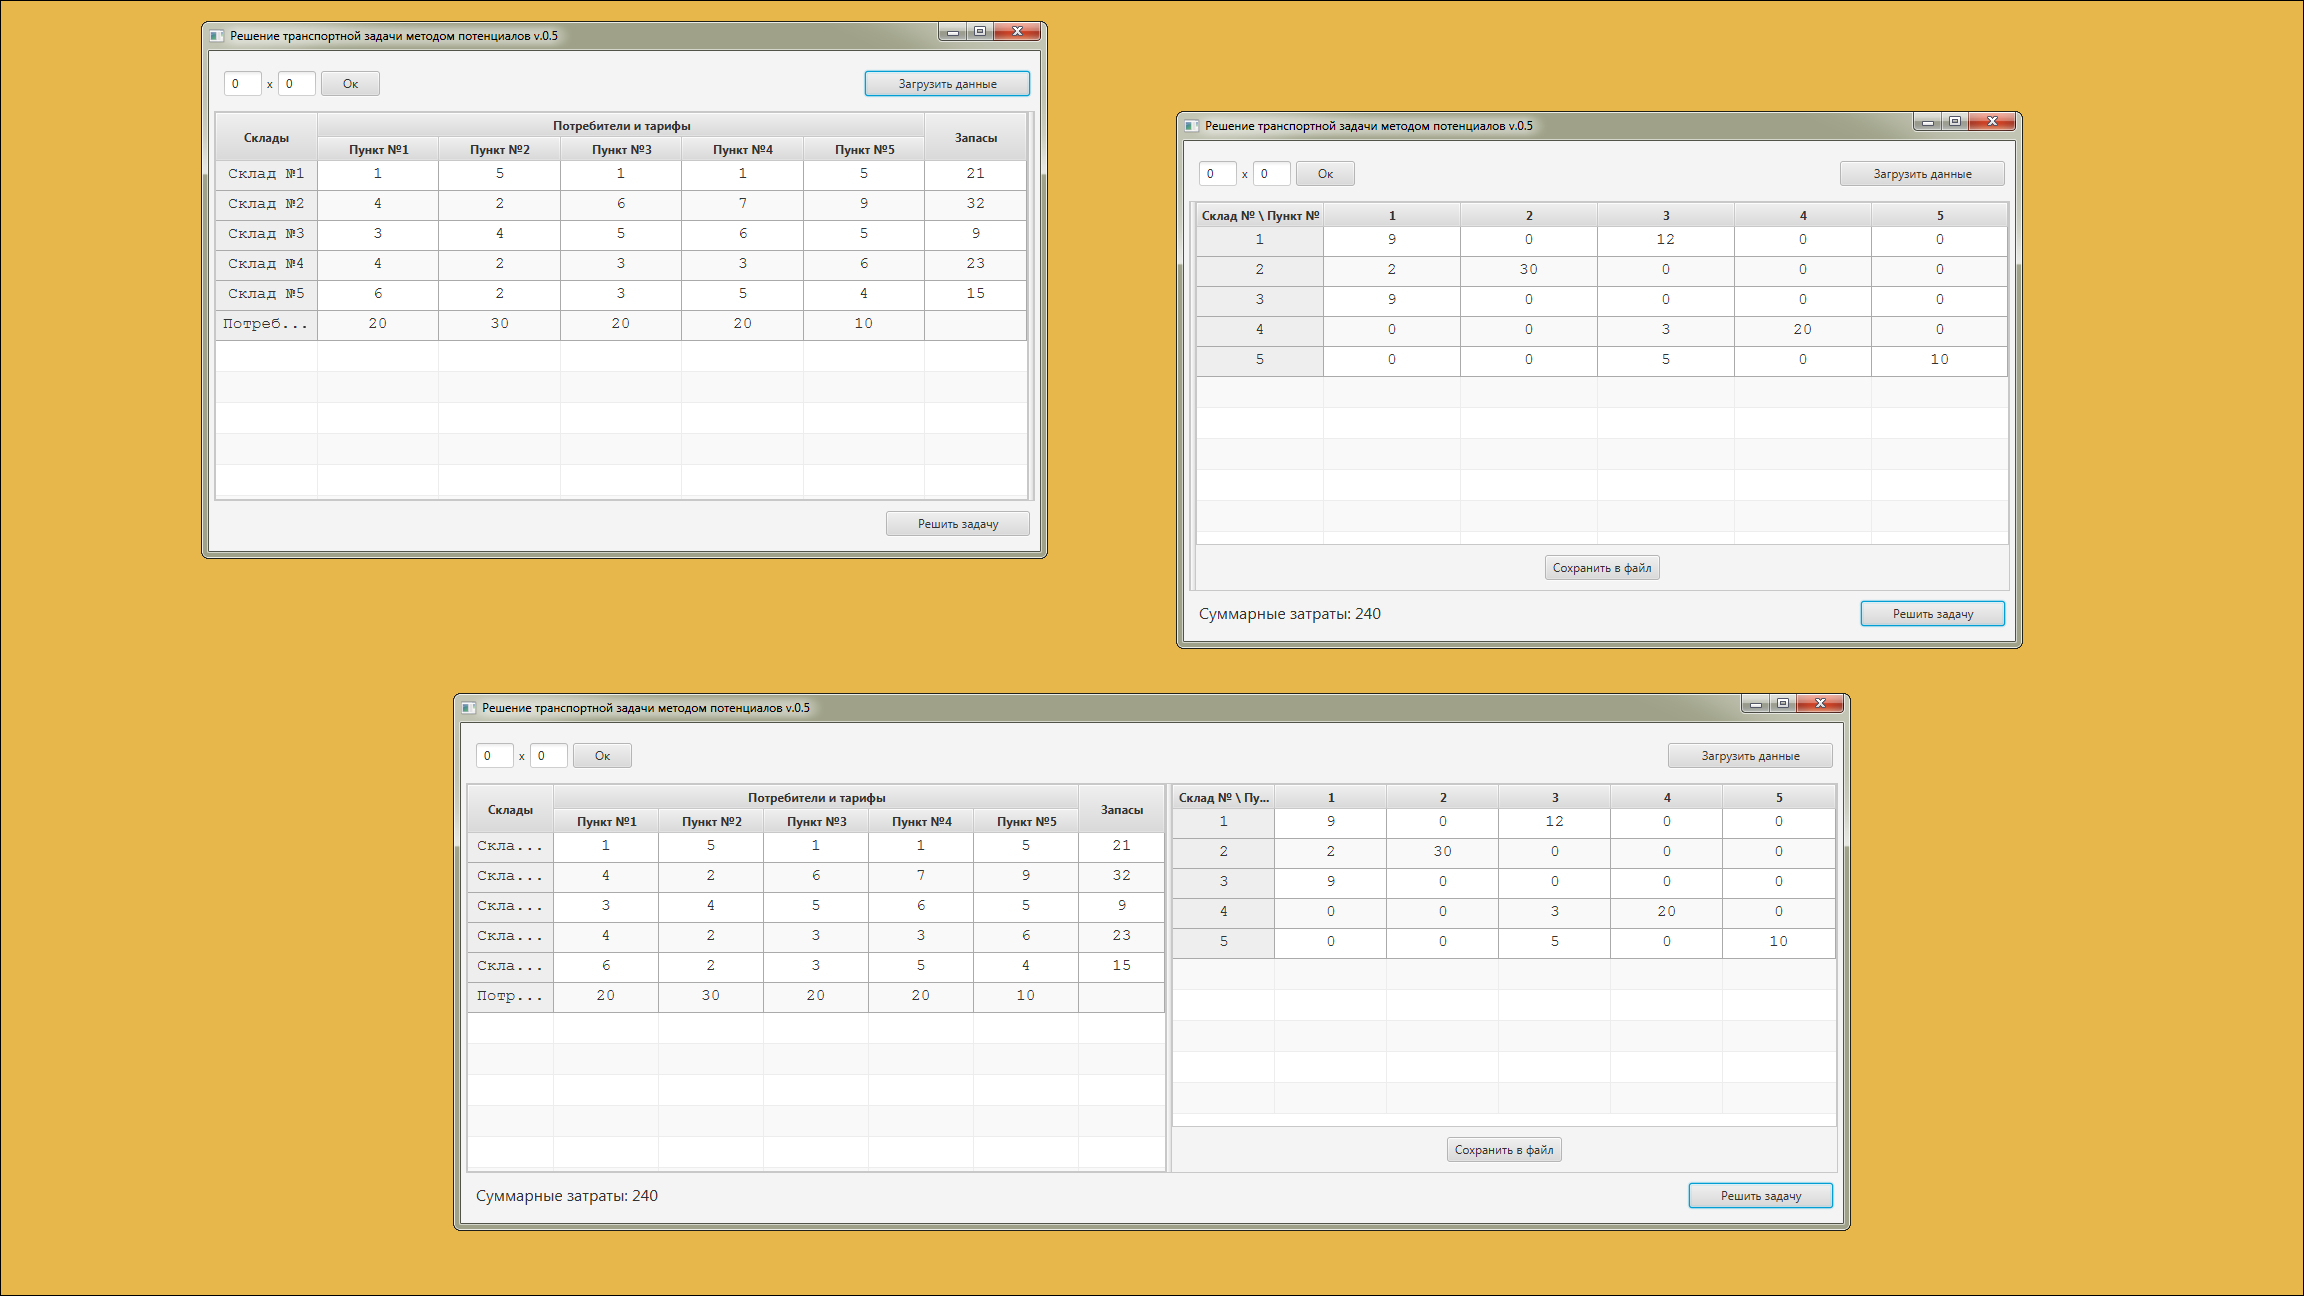 Решение транспортной задачи методом потенциалов v.0.5
0 x 0 Ок Загрузить данные
Склады Потребители и тарифы Запасы
Пункт №1 Пункт №2 Пункт №3 Пункт №4 Пункт №5
Склад №1 1 5 1 1 5 21
Склад №2 4 2 6 7 9 32
Склад №3 3 4 5 6 5 9
Склад №4 4 2 3 3 6 23
Склад №5 6 2 3 5 4 15
Потреб... 20 30 20 20 10
Решить задачу
Решение транспортной задачи методом потенциалов v.0.5
0 x 0 Ок Загрузить данные
Склад № \ Пункт № 1 2 3 4 5
1 9 0 12 0 0
2 2 30 0 0 0
3 9 0 0 0 0
4 0 0 3 20 0
5 0 0 5 0 10
Сохранить в файл
Суммарные затраты: 240 Решить задачу
Решение транспортной задачи методом потенциалов v.0.5
0 x 0 Ок Загрузить данные
Склады Потребители и тарифы Запасы
Пункт №1 Пункт №2 Пункт №3 Пункт №4 Пункт №5
Скла... 1 5 1 1 5 21
Скла... 4 2 6 7 9 32
Скла... 3 4 5 6 5 9
Скла... 4 2 3 3 6 23
Скла... 6 2 3 5 4 15
Потр... 20 30 20 20 10
Склад № \ Пу... 1 2 3 4 5
1 9 0 12 0 0
2 2 30 0 0 0
3 9 0 0 0 0
4 0 0 3 20 0
5 0 0 5 0 10
Сохранить в файл
Суммарные затраты: 240 Решить задачу